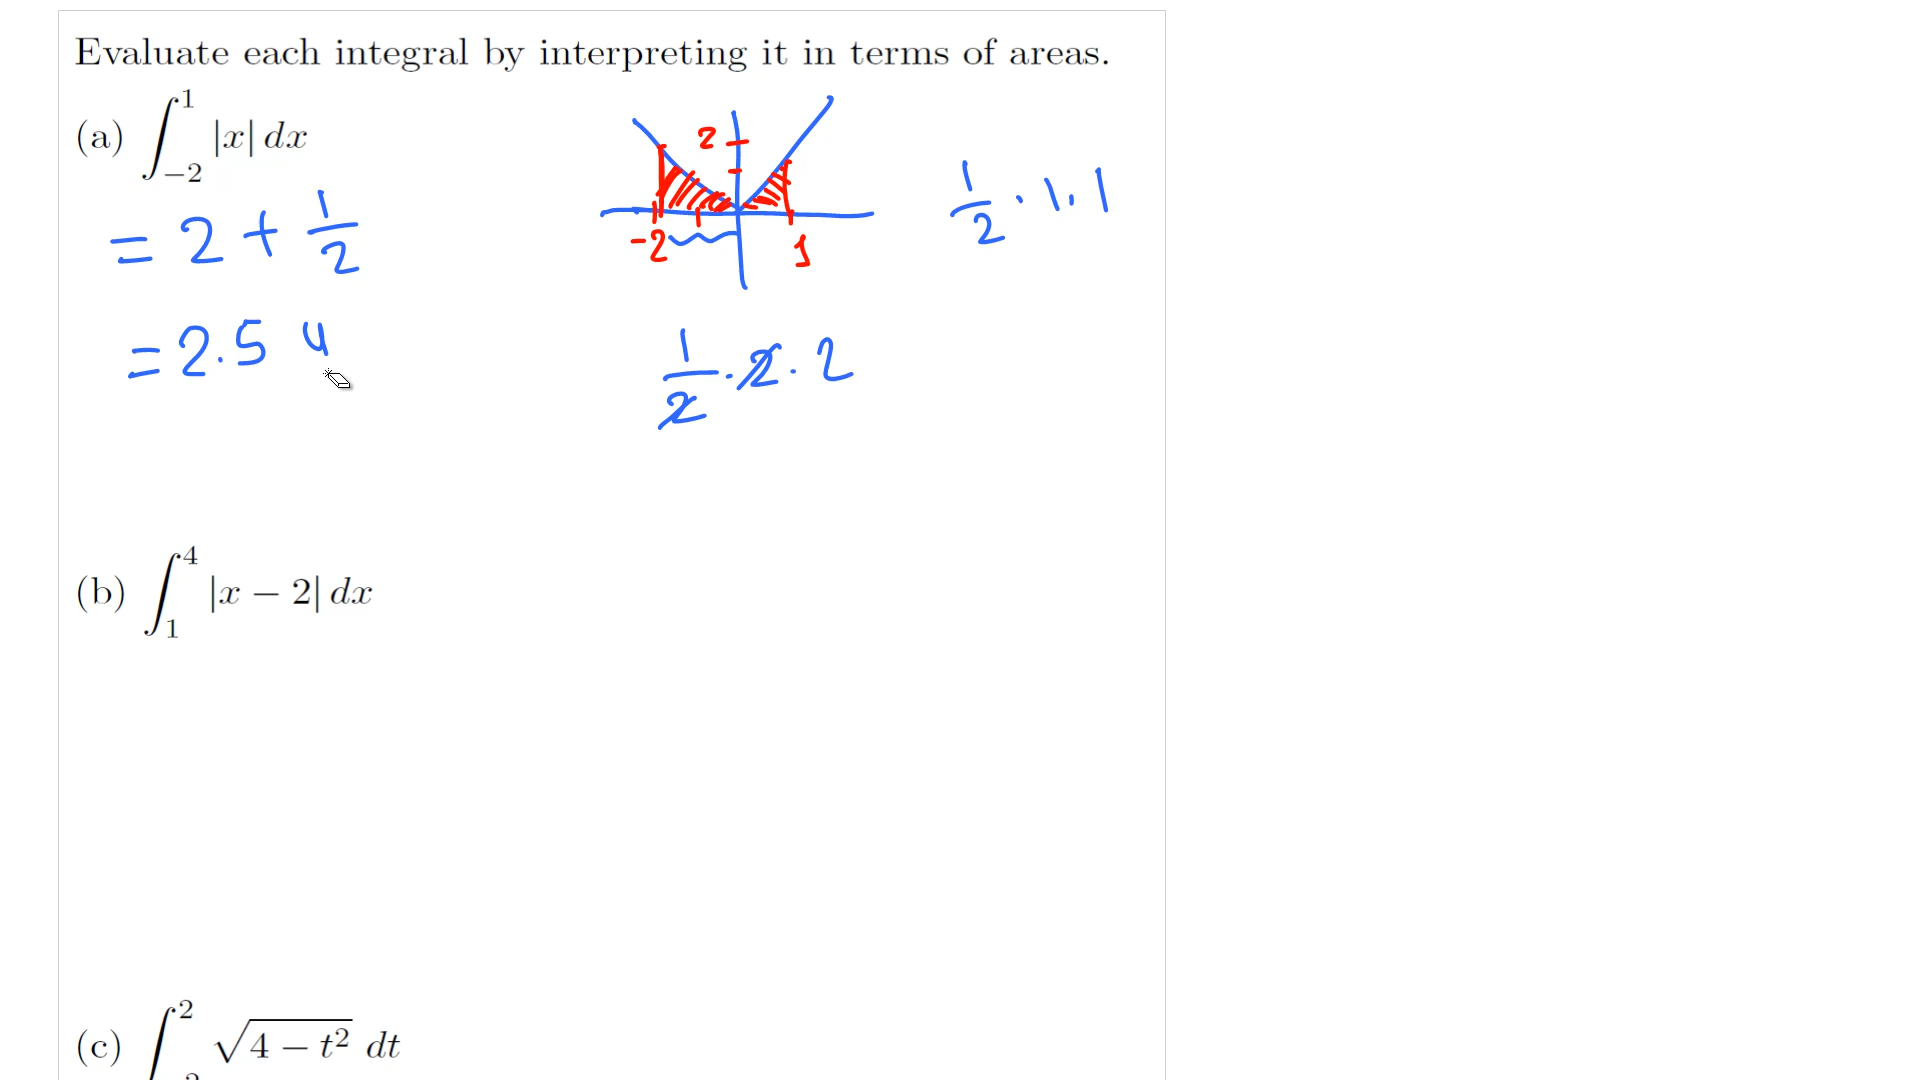 Evaluate each integral by interpreting it in terms of areas.
(a) ∫_{-2}^{1} |x| dx
= 2 + 1/2
= 2.5 4
2
-2 1
1/2 · 1 · 1
1/2 · 2 · 2
(b) ∫_{1}^{4} |x − 2| dx
(c) ∫^{2} √(4 − t²) dt